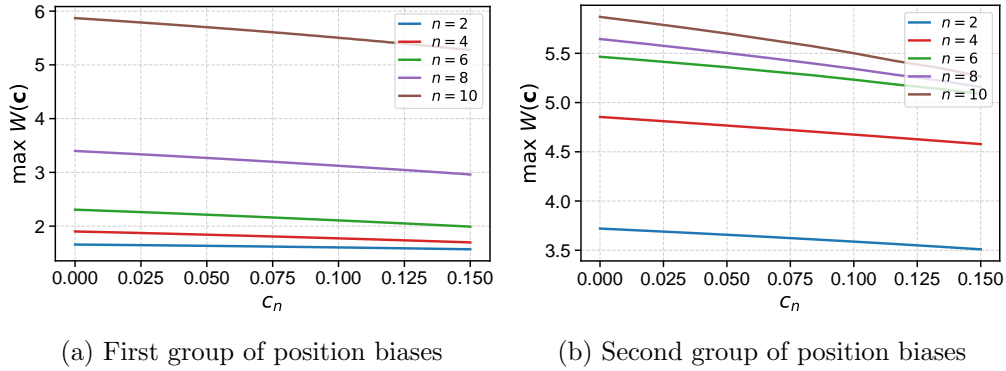 6
5
4
3
2
0.000 0.025 0.050 0.075 0.100 0.125 0.150
c_n
max W(c)
n = 2
n = 4
n = 6
n = 8
n = 10
(a) First group of position biases
5.5
5.0
4.5
4.0
3.5
0.000 0.025 0.050 0.075 0.100 0.125 0.150
c_n
max W(c)
n = 2
n = 4
n = 6
n = 8
n = 10
(b) Second group of position biases